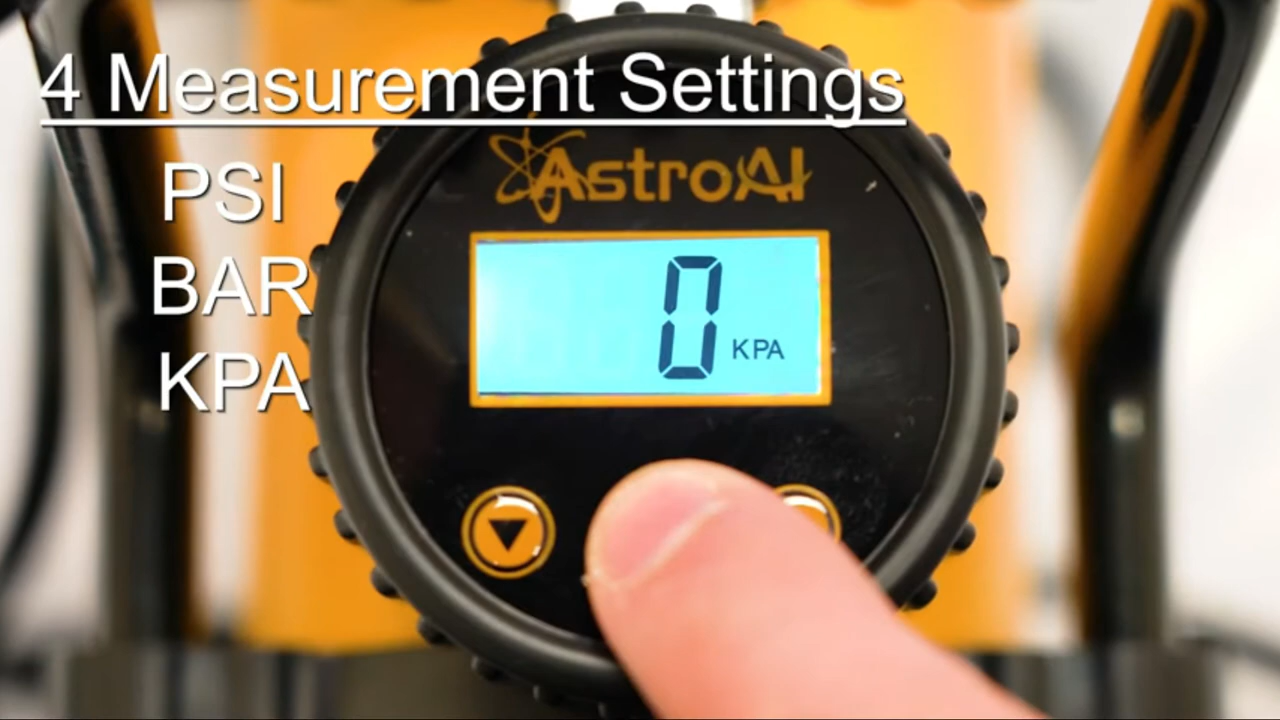 4 Measurement Settings
PSI
BAR
KPA
AstroAI
0 KPA